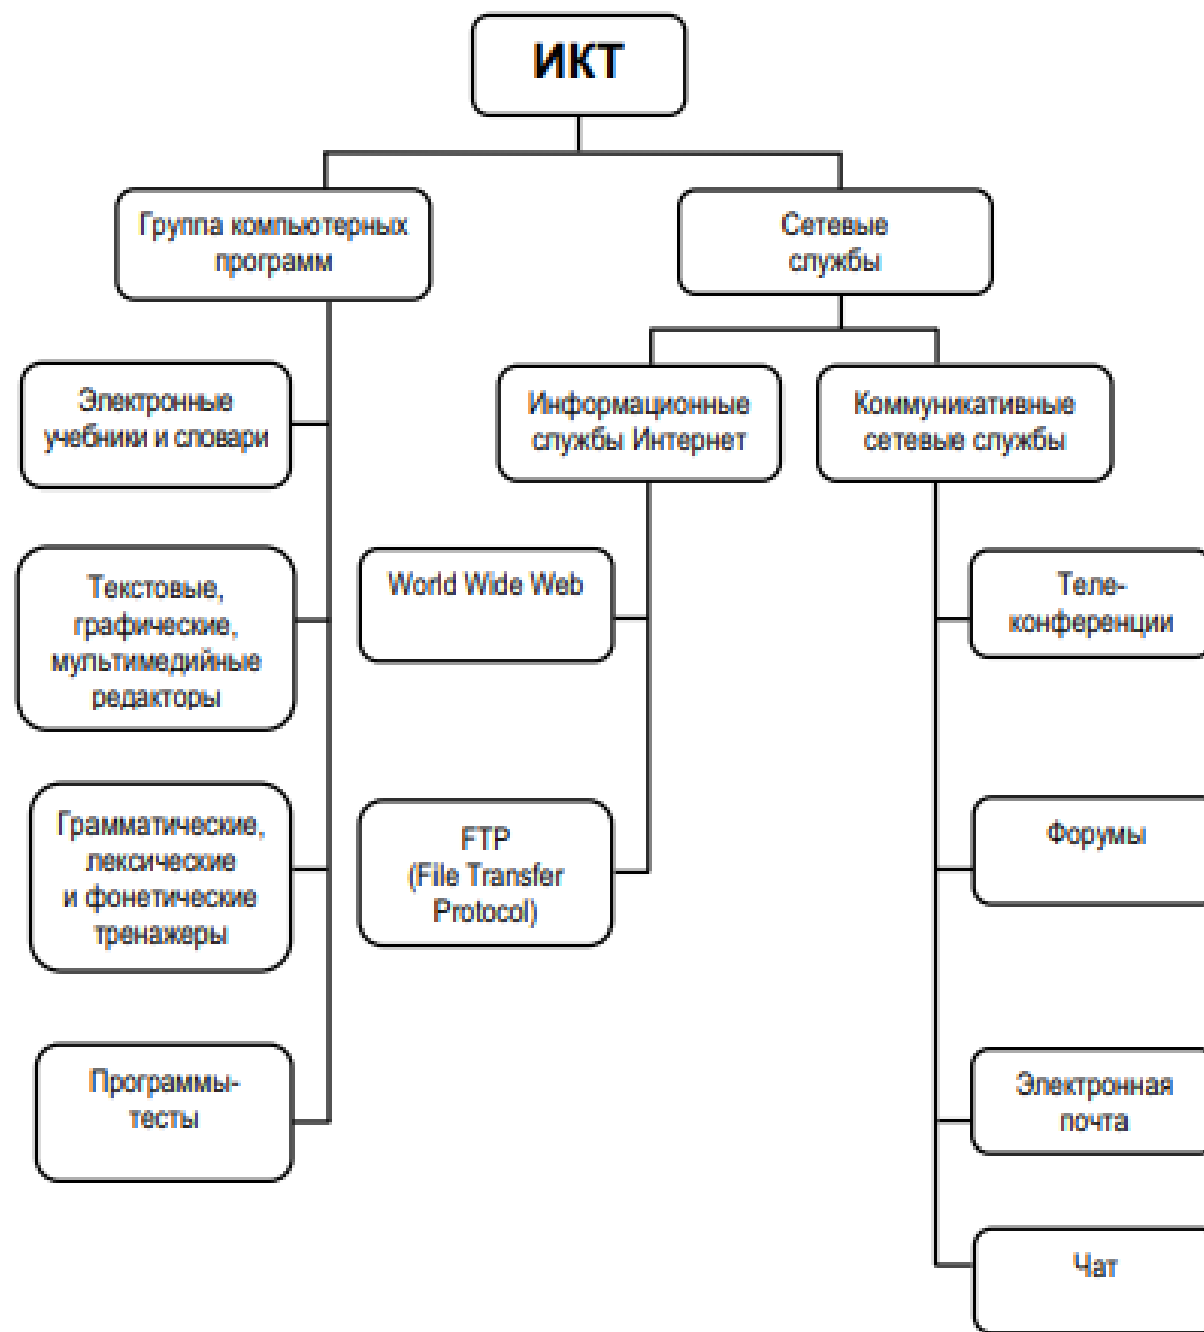 ИКТ
Группа компьютерных
программ
Сетевые
службы
Электронные
учебники и словари
Информационные
службы Интернет
Коммуникативные
сетевые службы
Текстовые,
графические,
мультимедийные
редакторы
World Wide Web
Теле-
конференции
Грамматические,
лексические
и фонетические
тренажеры
FTP
(File Transfer
Protocol)
Форумы
Программы-
тесты
Электронная
почта
Чат